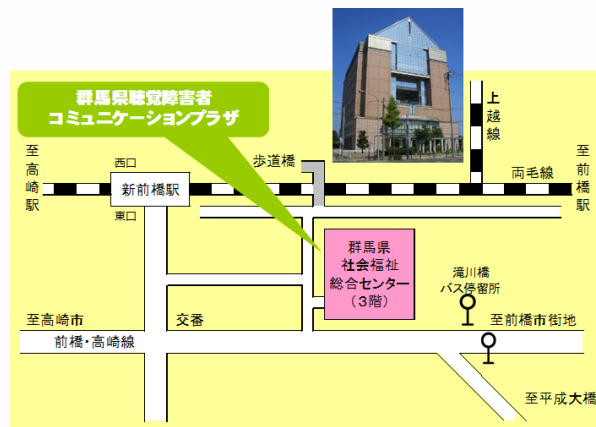 群馬県聴覚障害者
コミュニケーションプラザ
上越線
至高崎駅
西口
歩道橋
両毛線
至前橋駅
新前橋駅
東口
群馬県
社会福祉
総合センター
（３階）
滝川橋
バス停留所
至高崎市
交番
至前橋市街地
前橋・高崎線
至平成大橋